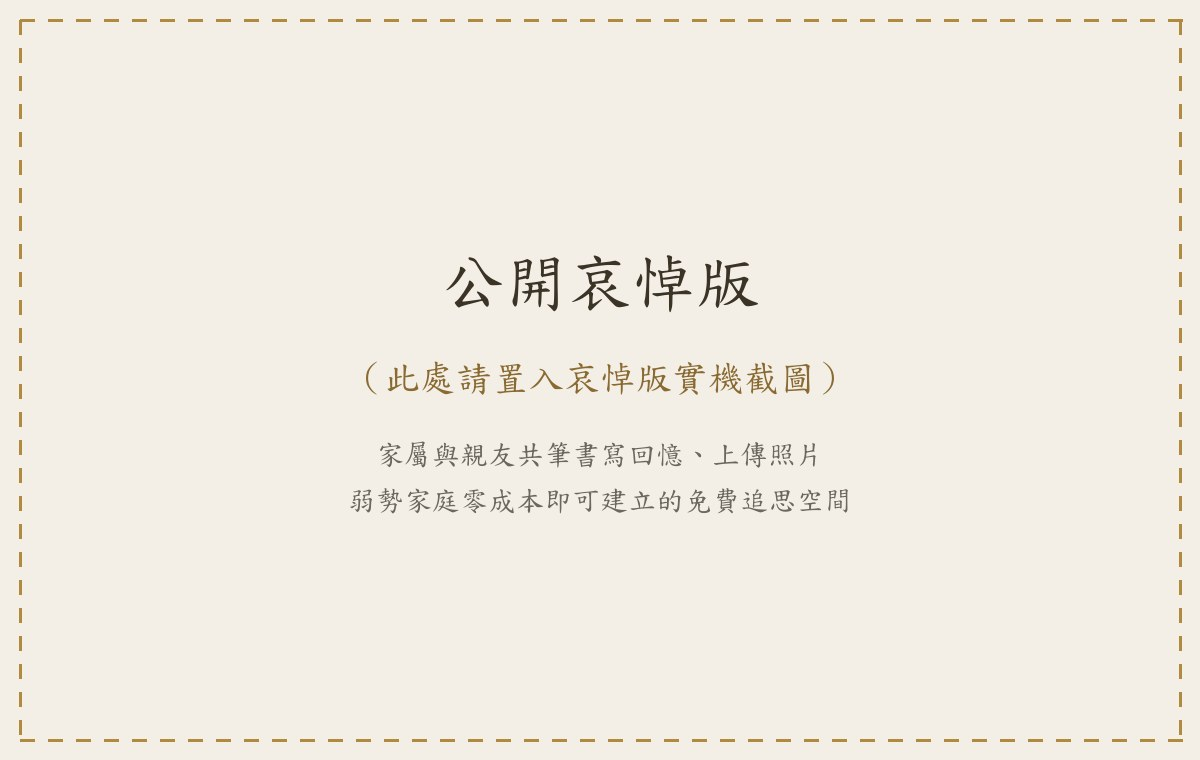 公開哀悼版
（此處請置入哀悼版實機截圖）
家屬與親友共筆書寫回憶、上傳照片
弱勢家庭零成本即可建立的免費追思空間